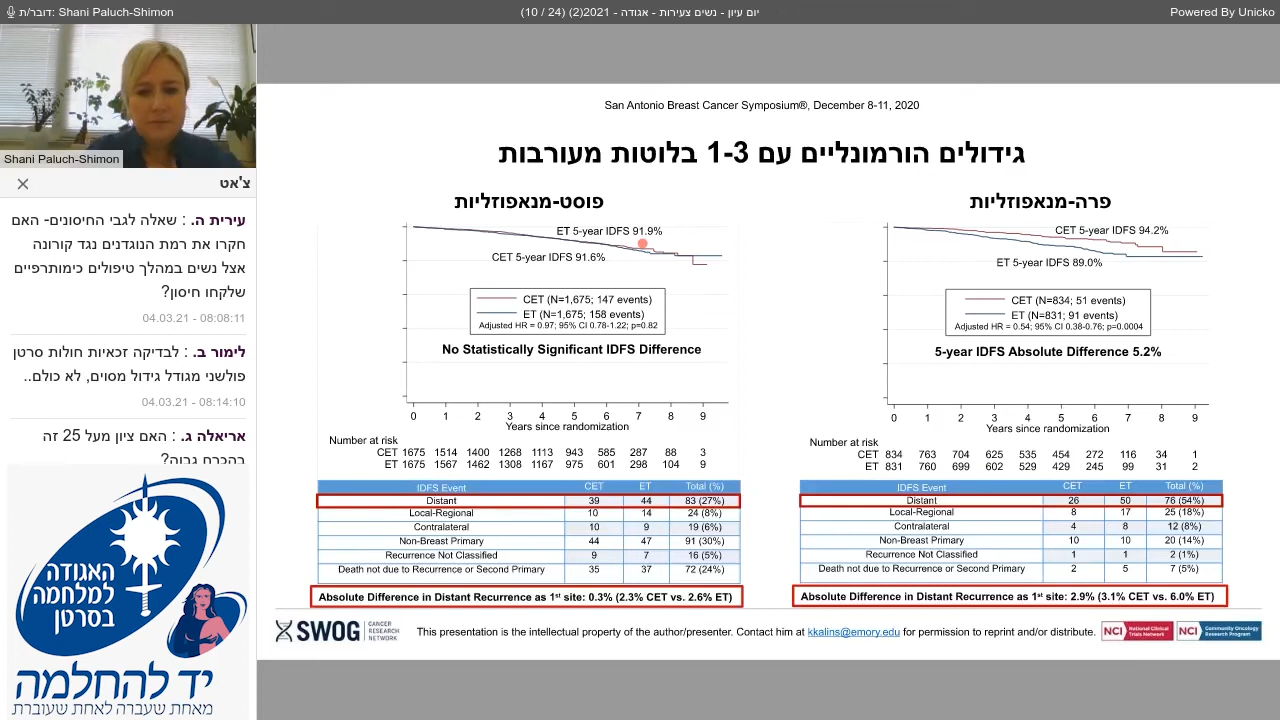 דובר/ת: Shani Paluch-Shimon
יום עיון - נשים צעירות - אגודה - 2021(2) (24 / 10)
Powered By Unicko
Shani Paluch-Shimon
צ'אט
עירית ה. : שאלה לגבי החיסונים- האם
חקרו את רמת הנוגדנים נגד קורונה
אצל נשים במהלך טיפולים כימותרפיים
שלקחו חיסון?
04.03.21 - 08:08:11
לימור ב. : לבדיקה זכאיות חולות סרטן
פולשני מגודל גידול מסוים, לא כולם..
04.03.21 - 08:14:10
אריאלה ג. : האם ציון מעל 25 זה
בהכרח גבוה?
האגודה
למלחמה
בסרטן
יד להחלמה
מאחת שעברה לאחת שעוברת
San Antonio Breast Cancer Symposium®, December 8-11, 2020
גידולים הורמונליים עם 1-3 בלוטות מעורבות
פוסט-מנאפוזליות
ET 5-year IDFS 91.9%
CET 5-year IDFS 91.6%
CET (N=1,675; 147 events)
ET (N=1,675; 158 events)
Adjusted HR = 0.97; 95% CI 0.78-1.22; p=0.82
No Statistically Significant IDFS Difference
0 1 2 3 4 5 6 7 8 9
Years since randomization
Number at risk
CET 1675 1514 1400 1268 1113 943 585 287 88 3
ET 1675 1567 1462 1308 1167 975 601 298 104 9
IDFS Event CET ET Total (%)
Distant 39 44 83 (27%)
Local-Regional 10 14 24 (8%)
Contralateral 10 9 19 (6%)
Non-Breast Primary 44 47 91 (30%)
Recurrence Not Classified 9 7 16 (5%)
Death not due to Recurrence or Second Primary 35 37 72 (24%)
Absolute Difference in Distant Recurrence as 1st site: 0.3% (2.3% CET vs. 2.6% ET)
פרה-מנאפוזליות
CET 5-year IDFS 94.2%
ET 5-year IDFS 89.0%
CET (N=834; 51 events)
ET (N=831; 91 events)
Adjusted HR = 0.54; 95% CI 0.38-0.76; p=0.0004
5-year IDFS Absolute Difference 5.2%
0 1 2 3 4 5 6 7 8 9
Years since randomization
Number at risk
CET 834 763 704 625 535 454 272 116 34 1
ET 831 760 699 602 529 429 245 99 31 2
IDFS Event CET ET Total (%)
Distant 26 50 76 (54%)
Local-Regional 8 17 25 (18%)
Contralateral 4 8 12 (8%)
Non-Breast Primary 10 10 20 (14%)
Recurrence Not Classified 1 1 2 (1%)
Death not due to Recurrence or Second Primary 2 5 7 (5%)
Absolute Difference in Distant Recurrence as 1st site: 2.9% (3.1% CET vs. 6.0% ET)
SWOG CANCER RESEARCH NETWORK
This presentation is the intellectual property of the author/presenter. Contact him at kkalins@emory.edu for permission to reprint and/or distribute.
NCI National Clinical Trials Network
NCI Community Oncology Research Program